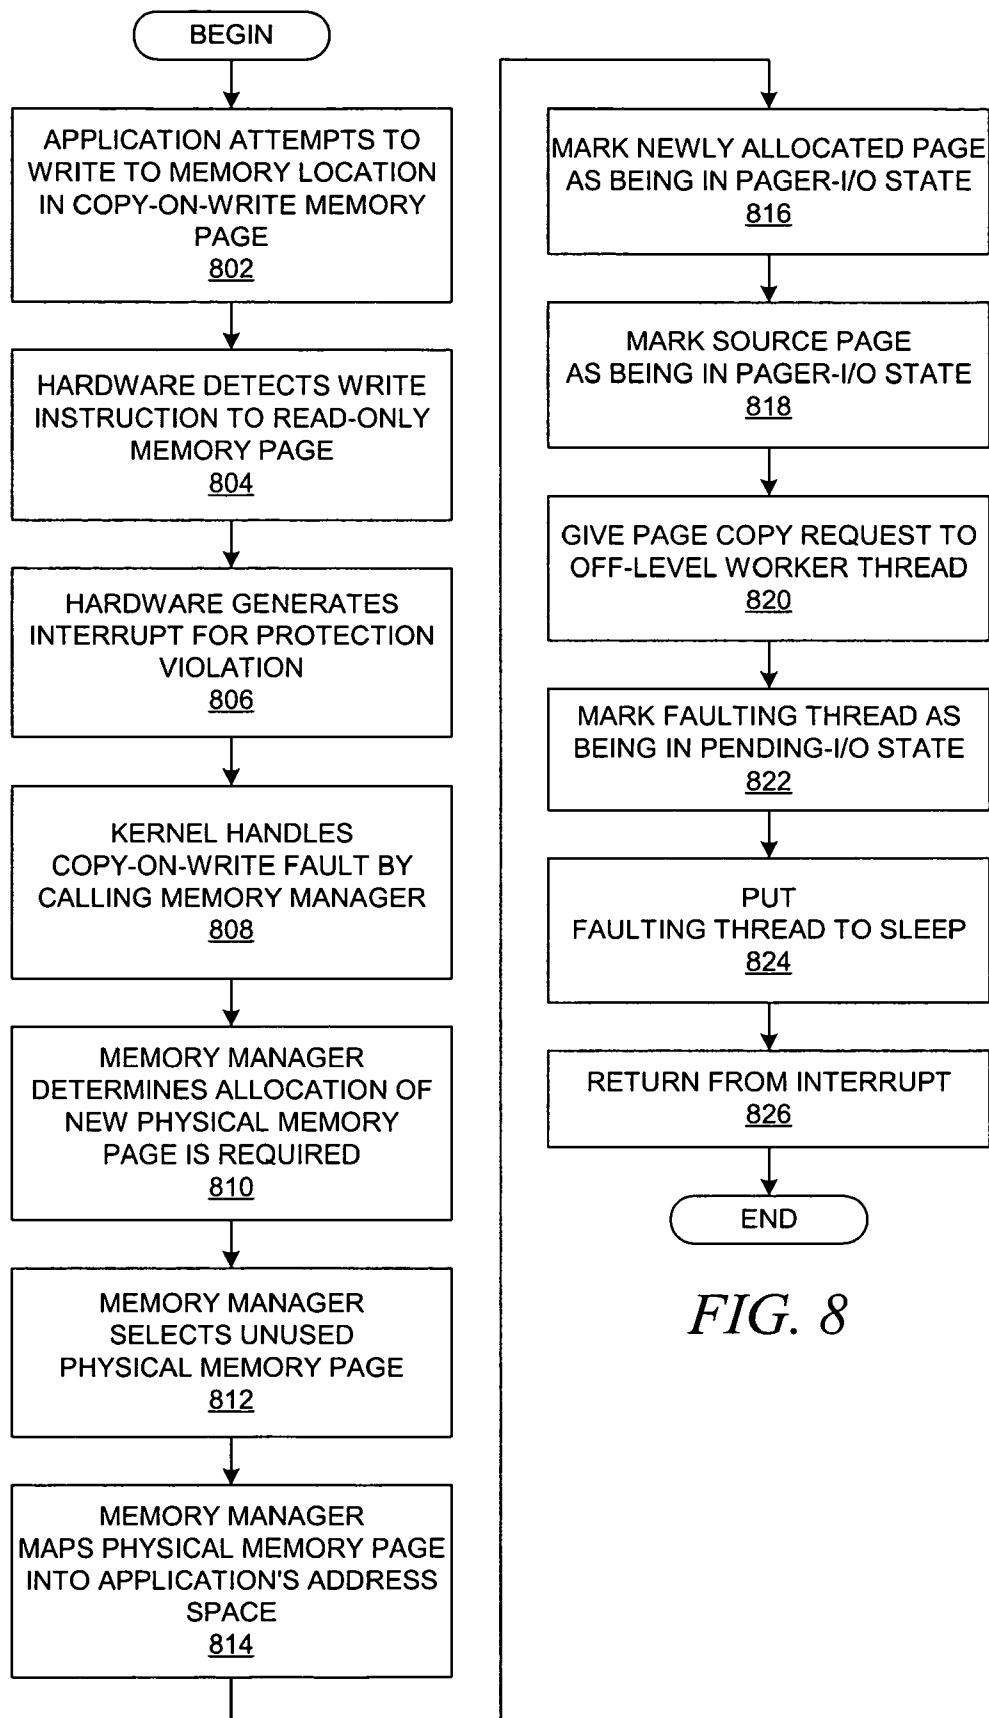 BEGIN
APPLICATION ATTEMPTS TO
WRITE TO MEMORY LOCATION
IN COPY-ON-WRITE MEMORY
PAGE
802
HARDWARE DETECTS WRITE
INSTRUCTION TO READ-ONLY
MEMORY PAGE
804
HARDWARE GENERATES
INTERRUPT FOR PROTECTION
VIOLATION
806
KERNEL HANDLES
COPY-ON-WRITE FAULT BY
CALLING MEMORY MANAGER
808
MEMORY MANAGER
DETERMINES ALLOCATION OF
NEW PHYSICAL MEMORY
PAGE IS REQUIRED
810
MEMORY MANAGER
SELECTS UNUSED
PHYSICAL MEMORY PAGE
812
MEMORY MANAGER
MAPS PHYSICAL MEMORY PAGE
INTO APPLICATION'S ADDRESS
SPACE
814
MARK NEWLY ALLOCATED PAGE
AS BEING IN PAGER-I/O STATE
816
MARK SOURCE PAGE
AS BEING IN PAGER-I/O STATE
818
GIVE PAGE COPY REQUEST TO
OFF-LEVEL WORKER THREAD
820
MARK FAULTING THREAD AS
BEING IN PENDING-I/O STATE
822
PUT
FAULTING THREAD TO SLEEP
824
RETURN FROM INTERRUPT
826
END
FIG. 8